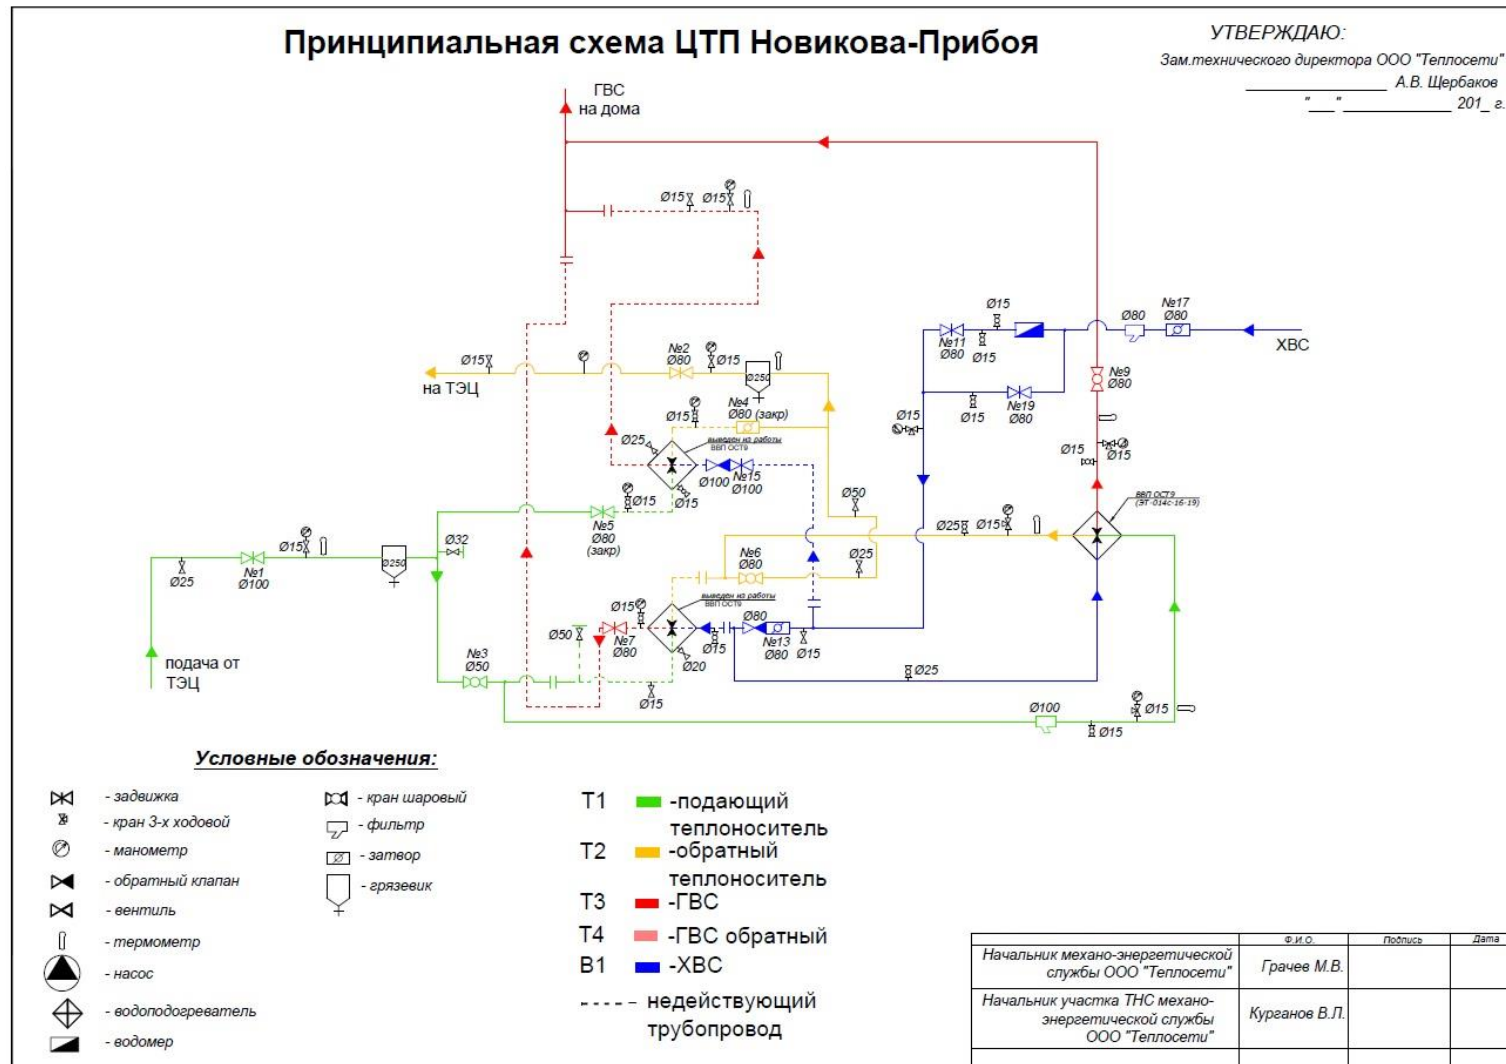 Принципиальная схема ЦТП Новикова-Прибоя
УТВЕРЖДАЮ:
Зам.технического директора ООО "Теплосети"
А.В. Щербаков
"___" ____________ 201_ г.
ГВС
на дома
Ø15
Ø15
Ø15
№11
Ø80
Ø15
Ø80
№17
Ø80
ХВС
Ø15
№2
Ø80
Ø15
Ø250
на ТЭЦ
№4
Ø80 (закр)
Ø15
Ø15
№19
Ø80
№9
Ø80
Ø15
Ø25
выведен из работы
ВВП ОСТ9
Ø100
№15
Ø100
Ø15
Ø15
Ø15
Ø15
№5
Ø80
(закр)
Ø50
ВВП ОСТ9
(ЭТ-014с-16-19)
Ø25
Ø15
Ø32
Ø15
Ø25
№1
Ø100
Ø250
№6
Ø80
Ø25
выведен из работы
ВВП ОСТ9
Ø15
Ø50
№7
Ø80
Ø80
№13
Ø80
Ø15
Ø15
Ø20
№3
Ø50
Ø15
Ø25
подача от
ТЭЦ
Ø100
Ø15
Ø15
Условные обозначения:
- задвижка
- кран 3-х ходовой
- манометр
- обратный клапан
- вентиль
- термометр
- насос
- водоподогреватель
- водомер
- кран шаровый
- фильтр
- затвор
- грязевик
Т1 -подающий
теплоноситель
Т2 -обратный
теплоноситель
Т3 -ГВС
Т4 -ГВС обратный
В1 -ХВС
- недействующий
трубопровод
Ф.И.О. Подпись Дата
Начальник механо-энергетической
службы ООО "Теплосети"
Грачев М.В.
Начальник участка ТНС механо-
энергетической службы
ООО "Теплосети"
Курганов В.Л.